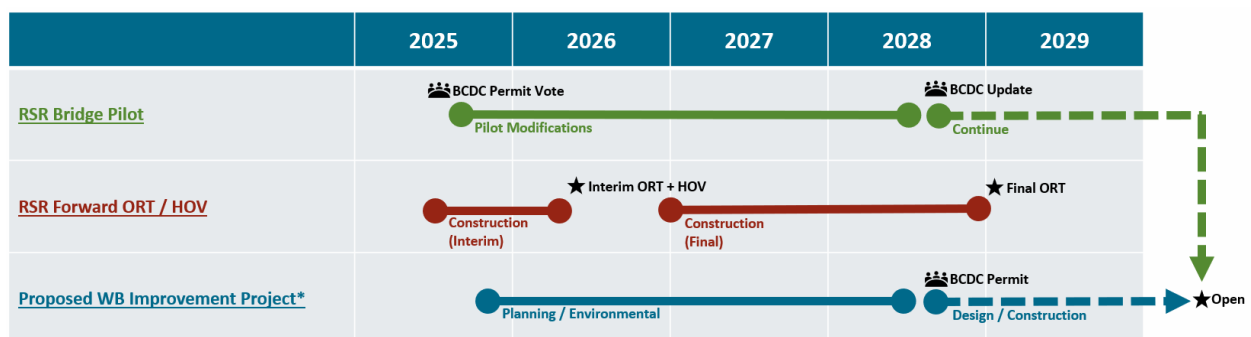 2025 2026 2027 2028 2029
BCDC Permit Vote
BCDC Update
RSR Bridge Pilot
Pilot Modifications
Continue
Interim ORT + HOV
Final ORT
RSR Forward ORT / HOV
Construction
(Interim)
Construction
(Final)
BCDC Permit
Proposed WB Improvement Project*
Open
Planning / Environmental
Design / Construction